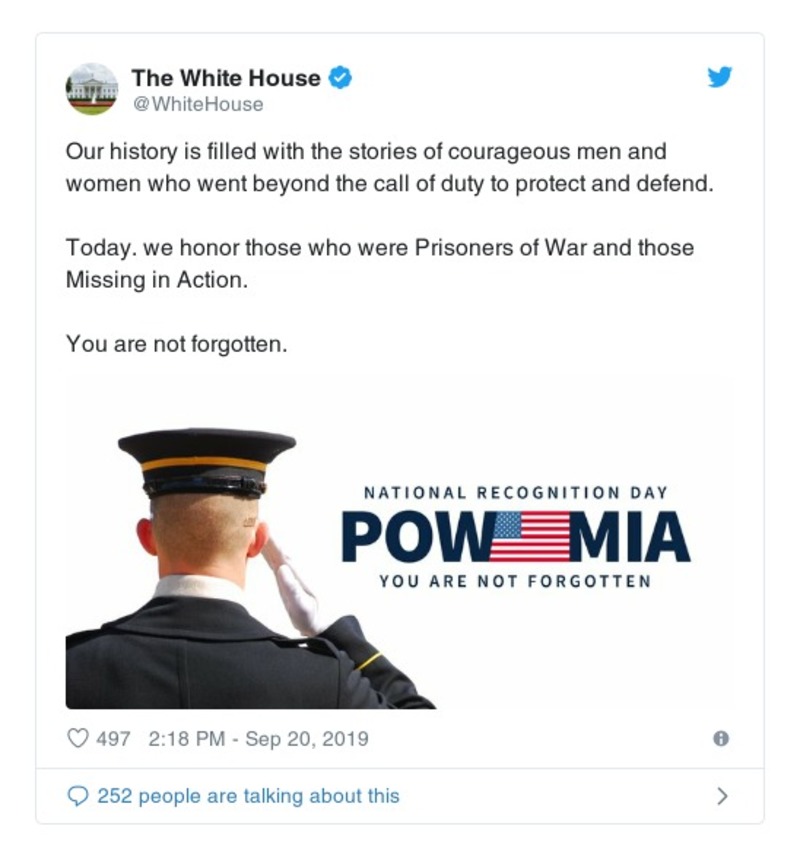 The White House
@WhiteHouse
Our history is filled with the stories of courageous men and
women who went beyond the call of duty to protect and defend.
Today. we honor those who were Prisoners of War and those
Missing in Action.
You are not forgotten.
NATIONAL RECOGNITION DAY
POW MIA
YOU ARE NOT FORGOTTEN
497 2:18 PM - Sep 20, 2019
252 people are talking about this